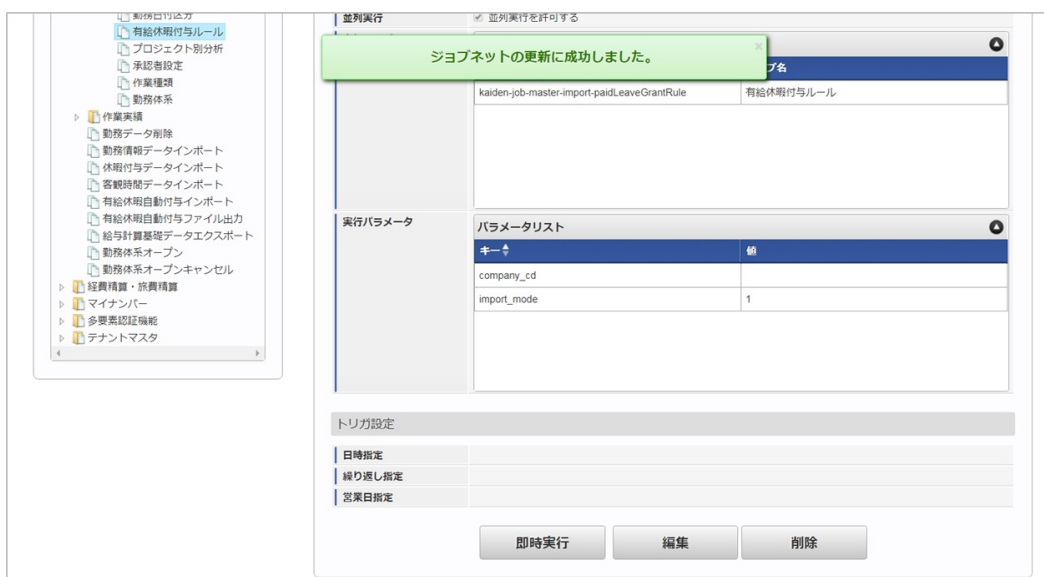 勤務日付区分
有給休暇付与ルール
プロジェクト別分析
承認者設定
作業種類
勤務体系
作業実績
勤務データ削除
勤務情報データインポート
休暇付与データインポート
客観時間データインポート
有給休暇自動付与インポート
有給休暇自動付与ファイル出力
給与計算基礎データエクスポート
勤務体系オープン
勤務体系オープンキャンセル
経費精算・旅費精算
マイナンバー
多要素認証機能
テナントマスタ
並列実行
並列実行を許可する
ジョブネットの更新に成功しました。
ブ名
kaiden-job-master-import-paidLeaveGrantRule
有給休暇付与ルール
実行パラメータ
パラメータリスト
キー
値
company_cd
import_mode
1
トリガ設定
日時指定
繰り返し指定
営業日指定
即時実行
編集
削除